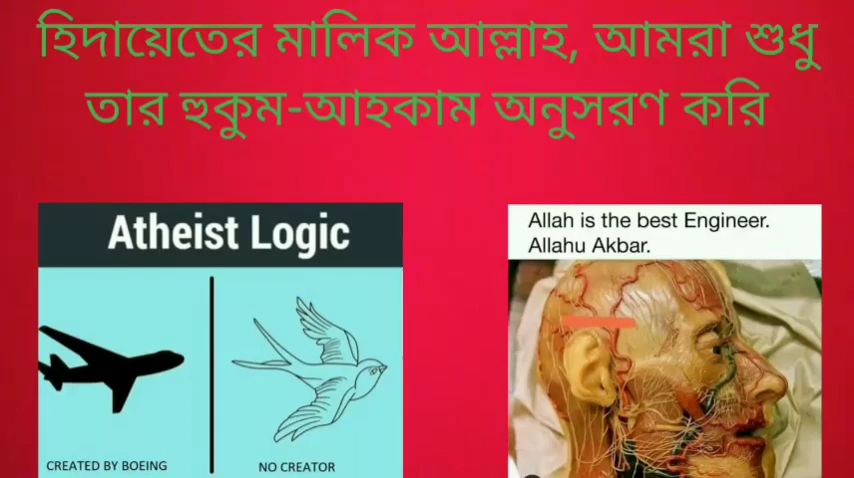 হিদায়েতের মালিক আল্লাহ, আমরা শুধু
তার হুকুম-আহকাম অনুসরণ করি
Atheist Logic
CREATED BY BOEING
NO CREATOR
Allah is the best Engineer.
Allahu Akbar.